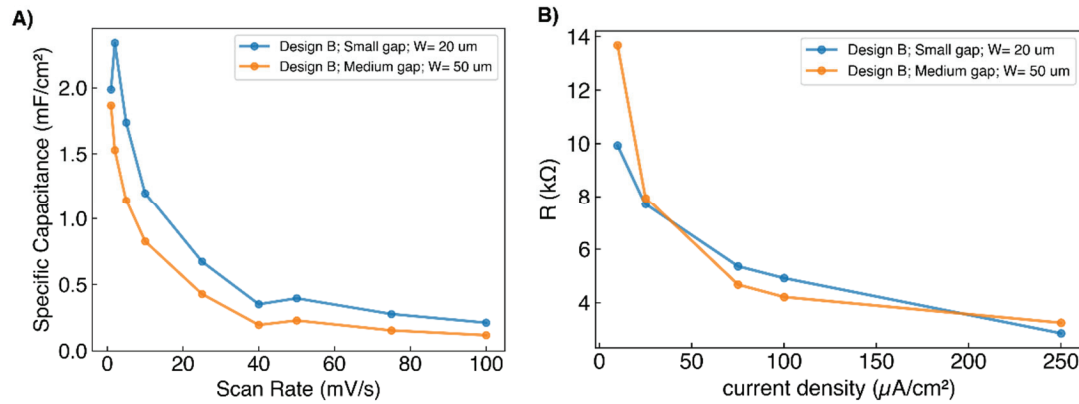 A)
Specific Capacitance (mF/cm²)
2.0
1.5
1.0
0.5
0.0
Design B; Small gap; W= 20 um
Design B; Medium gap; W= 50 um
0 20 40 60 80 100
Scan Rate (mV/s)
B)
R (kΩ)
14
12
10
8
6
4
Design B; Small gap; W= 20 um
Design B; Medium gap; W= 50 um
0 50 100 150 200 250
current density (μA/cm²)